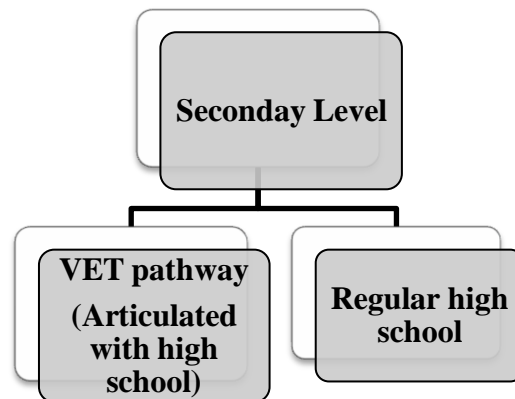 Seconday Level
VET pathway
(Articulated
with high
school)
Regular high
school